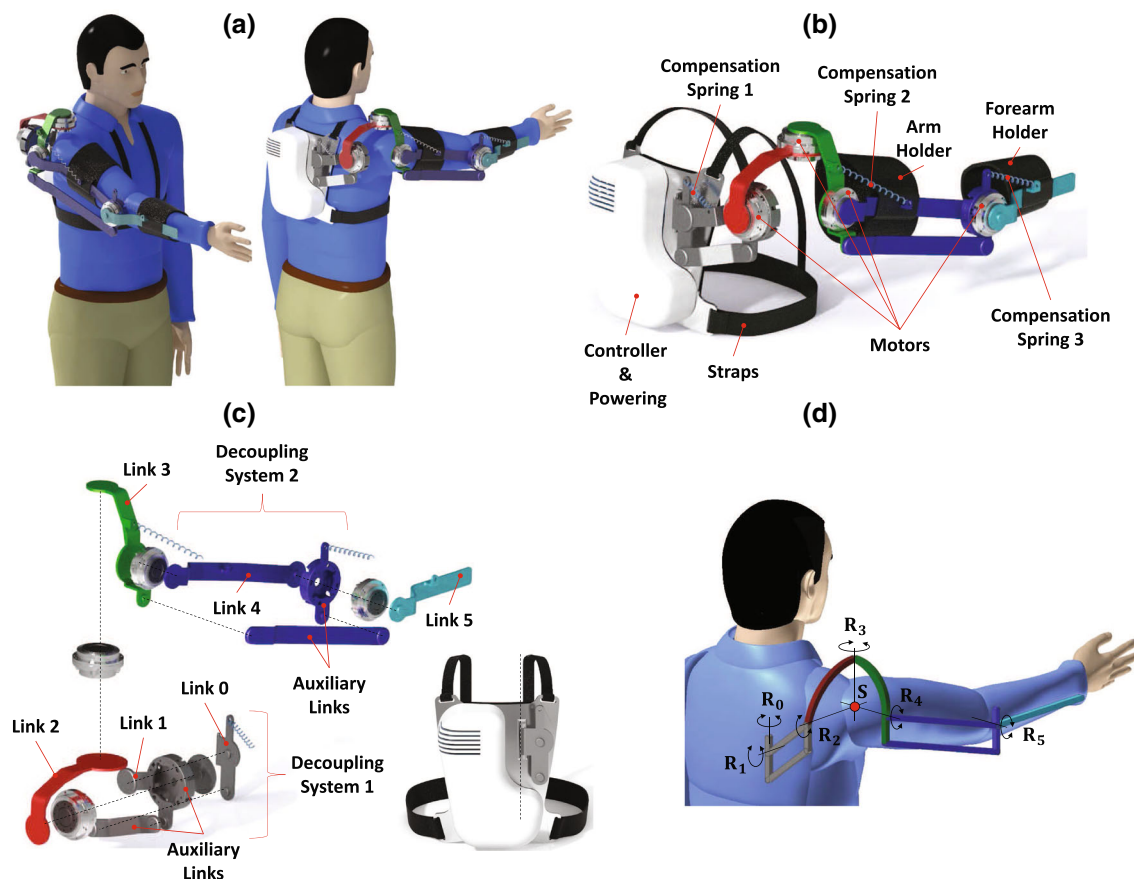 (a)
(b)
Compensation
Spring 1
Compensation
Spring 2
Arm
Holder
Forearm
Holder
Controller
&
Powering
Straps
Motors
Compensation
Spring 3
(c)
Link 3
Decoupling
System 2
Link 4
Link 5
Auxiliary
Links
Link 0
Link 1
Link 2
Decoupling
System 1
Auxiliary
Links
(d)
R3
S
R0
R4
R2
R1
R5